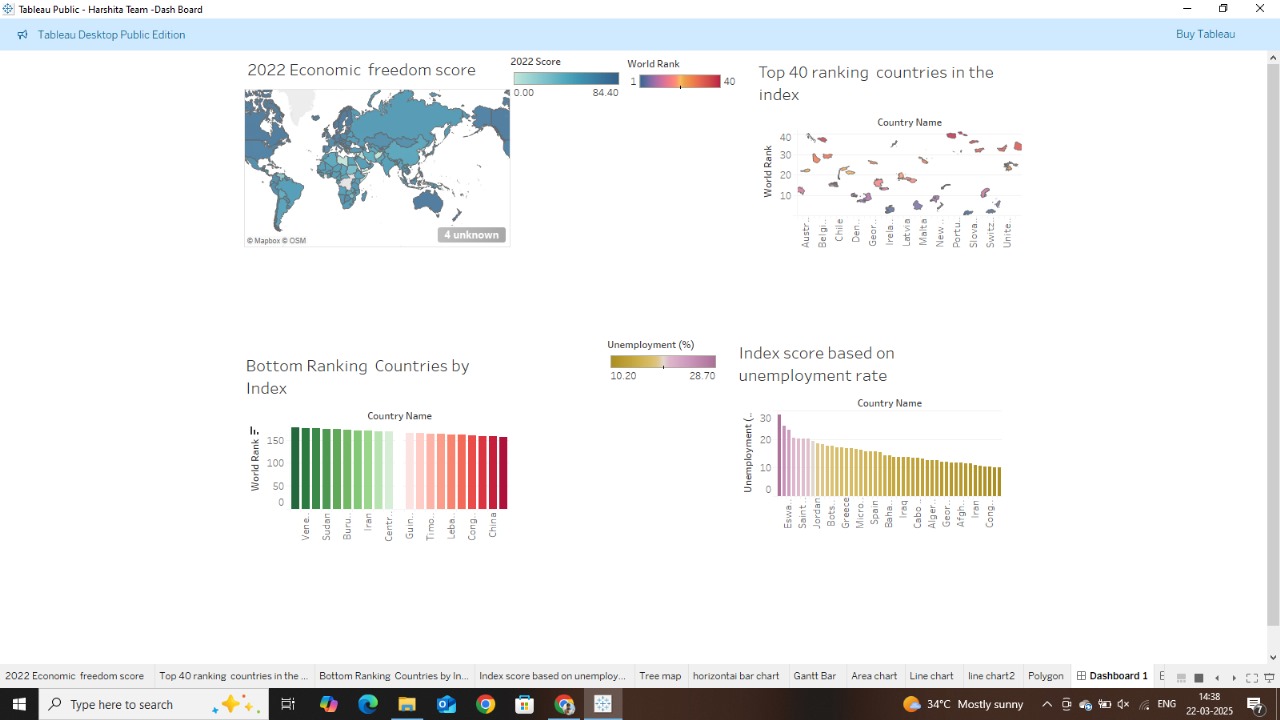 Tableau Public - Harshita Team -Dash Board
Tableau Desktop Public Edition
Buy Tableau
2022 Economic freedom score
2022 Score
0.00 84.40
World Rank
1 40
Top 40 ranking countries in the
index
© Mapbox © OSM
4 unknown
Country Name
World Rank
40
30
20
10
Austr..
Belgi..
Chile
Den..
Geor..
Irela..
Latvia
Malta
New..
Portu..
Slova..
Switz..
Unite..
Bottom Ranking Countries by
Index
Country Name
World Rank
150
100
50
0
Vene..
Sudan
Buru..
Iran
Centr..
Guin..
Timo..
Leba..
Cong..
China
Unemployment (%)
10.20 28.70
Index score based on
unemployment rate
Country Name
Unemployment (..
30
20
10
0
Eswa..
Saint..
Jordan
Bots..
Greece
Micro..
Spain
Baha..
Iraq
Cabo ..
Alger..
Geor..
Afgh..
Iran
Cong..
2022 Economic freedom score
Top 40 ranking countries in the ...
Bottom Ranking Countries by In...
Index score based on unemploy...
Tree map
horizontai bar chart
Gantt Bar
Area chart
Line chart
line chart2
Polygon
Dashboard 1
Type here to search
34°C Mostly sunny
ENG
14:38
22-03-2025